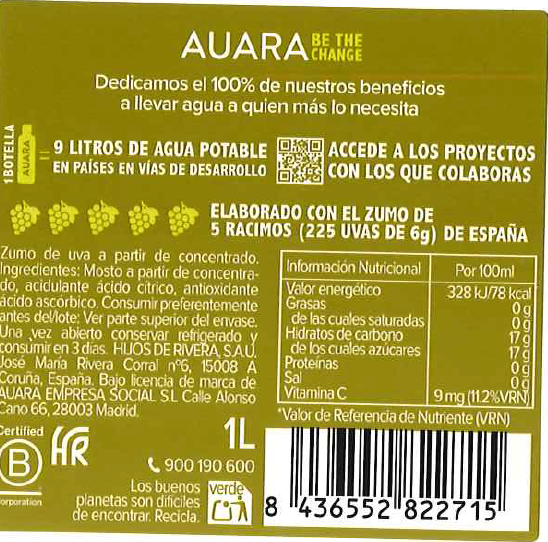 AUARA BE THE CHANGE
Dedicamos el 100% de nuestros beneficios
a llevar agua a quien más lo necesita
1 BOTELLA
AUARA
=
9 LITROS DE AGUA POTABLE
EN PAÍSES EN VÍAS DE DESARROLLO
ACCEDE A LOS PROYECTOS
CON LOS QUE COLABORAS
ELABORADO CON EL ZUMO DE
5 RACIMOS (225 UVAS DE 6g) DE ESPAÑA
Zumo de uva a partir de concentrado.
Ingredientes: Mosto a partir de concentra-
do, acidulante ácido cítrico, antioxidante
ácido ascórbico. Consumir preferentemente
antes del/lote: Ver parte superior del envase.
Una vez abierto conservar refrigerado y
consumir en 3 días. HIJOS DE RIVERA, S.A.U.
José María Rivera Corral nº6, 15008 A
Coruña, España. Bajo licencia de marca de
AUARA EMPRESA SOCIAL S.L. Calle Alonso
Cano 66, 28003 Madrid.
Información Nutricional Por 100ml
Valor energético 328 kJ/78 kcal
Grasas 0 g
de las cuales saturadas 0 g
Hidratos de carbono 17 g
de los cuales azúcares 17 g
Proteínas 0 g
Sal 0 g
Vitamina C 9 mg (11.2%VRN)
*Valor de Referencia de Nutriente (VRN)
Certified
B
Corporation
HR
1L
900 190 600
Los buenos
planetas son difíciles
de encontrar. Recicla.
verde
8 436552 822715